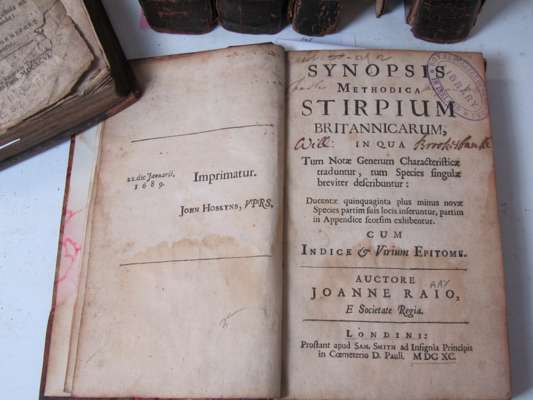 22. die Januarii,
1689.
Imprimatur.
JOHN HOSKYNS, VPRS.
SYNOPSIS
METHODICA
STIRPIUM
BRITANNICARUM,
IN QUA
Will:
Tum Notæ Generum Characteristicæ
traduntur, tum Species singulæ
breviter describuntur:
Ducentæ quinquaginta plus minus novæ
Species partim suis locis inseruntur, partim
in Appendice seorsim exhibentur.
CUM
INDICE & Virium EPITOME.
AUCTORE
JOANNE RAIO,
RAY
E Societate Regia.
LONDINI:
Prostant apud SAM. SMITH ad Insignia Principis
in Cœmeterio D. Pauli. MDCXC.